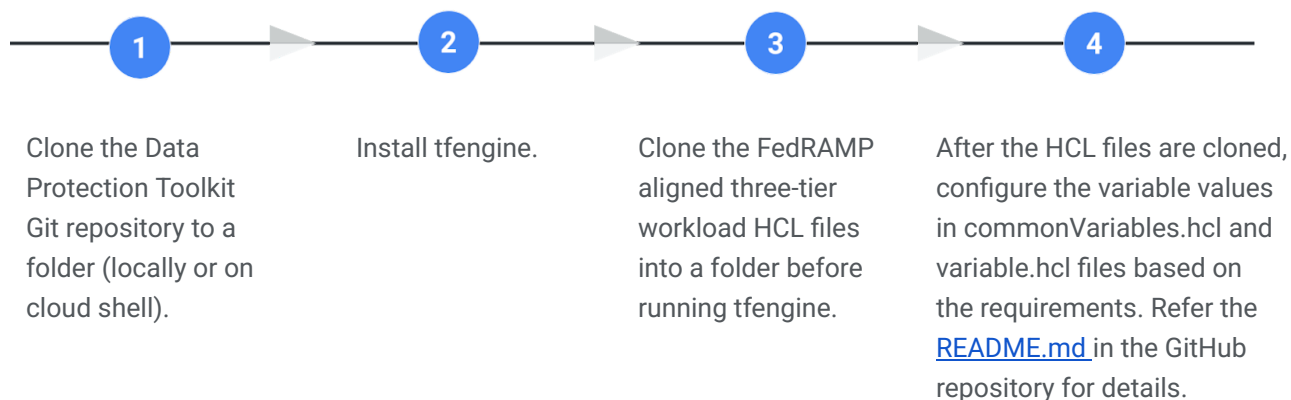 1
Clone the Data
Protection Toolkit
Git repository to a
folder (locally or on
cloud shell).
2
Install tfengine.
3
Clone the FedRAMP
aligned three-tier
workload HCL files
into a folder before
running tfengine.
4
After the HCL files are cloned,
configure the variable values
in commonVariables.hcl and
variable.hcl files based on
the requirements. Refer the
README.md in the GitHub
repository for details.